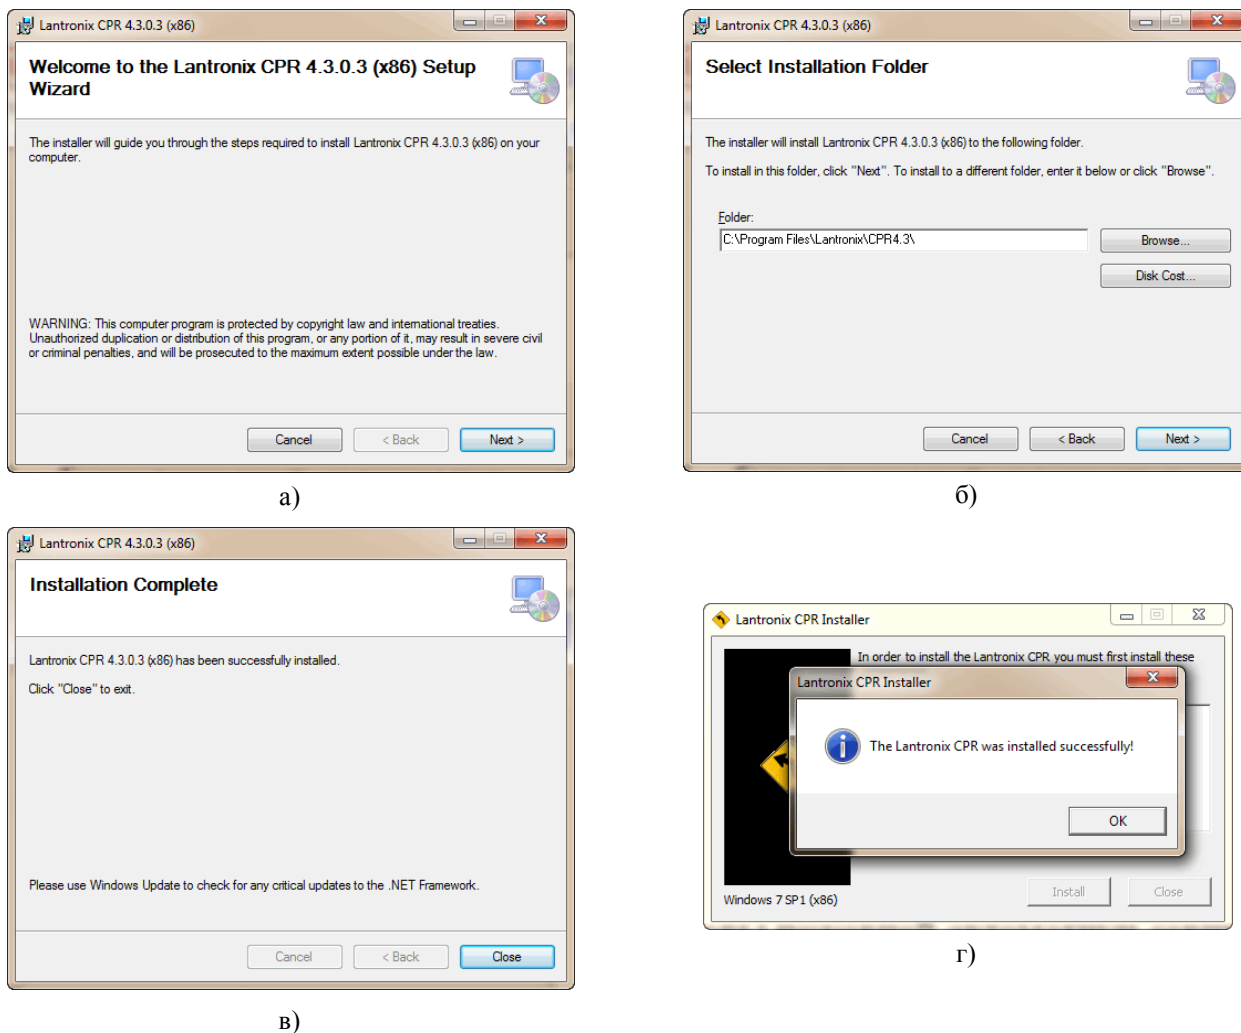 Lantronix CPR 4.3.0.3 (x86)
Welcome to the Lantronix CPR 4.3.0.3 (x86) Setup
Wizard
The installer will guide you through the steps required to install Lantronix CPR 4.3.0.3 (x86) on your
computer.
WARNING: This computer program is protected by copyright law and international treaties.
Unauthorized duplication or distribution of this program, or any portion of it, may result in severe civil
or criminal penalties, and will be prosecuted to the maximum extent possible under the law.
Cancel
< Back
Next >
а)
Lantronix CPR 4.3.0.3 (x86)
Select Installation Folder
The installer will install Lantronix CPR 4.3.0.3 (x86) to the following folder.
To install in this folder, click "Next". To install to a different folder, enter it below or click "Browse".
Folder:
C:\Program Files\Lantronix\CPR4.3\
Browse...
Disk Cost...
Cancel
< Back
Next >
б)
Lantronix CPR 4.3.0.3 (x86)
Installation Complete
Lantronix CPR 4.3.0.3 (x86) has been successfully installed.
Click "Close" to exit.
Please use Windows Update to check for any critical updates to the .NET Framework.
Cancel
< Back
Close
в)
Lantronix CPR Installer
In order to install the Lantronix CPR you must first install these
Lantronix CPR Installer
The Lantronix CPR was installed successfully!
OK
Windows 7 SP1 (x86)
Install
Close
г)